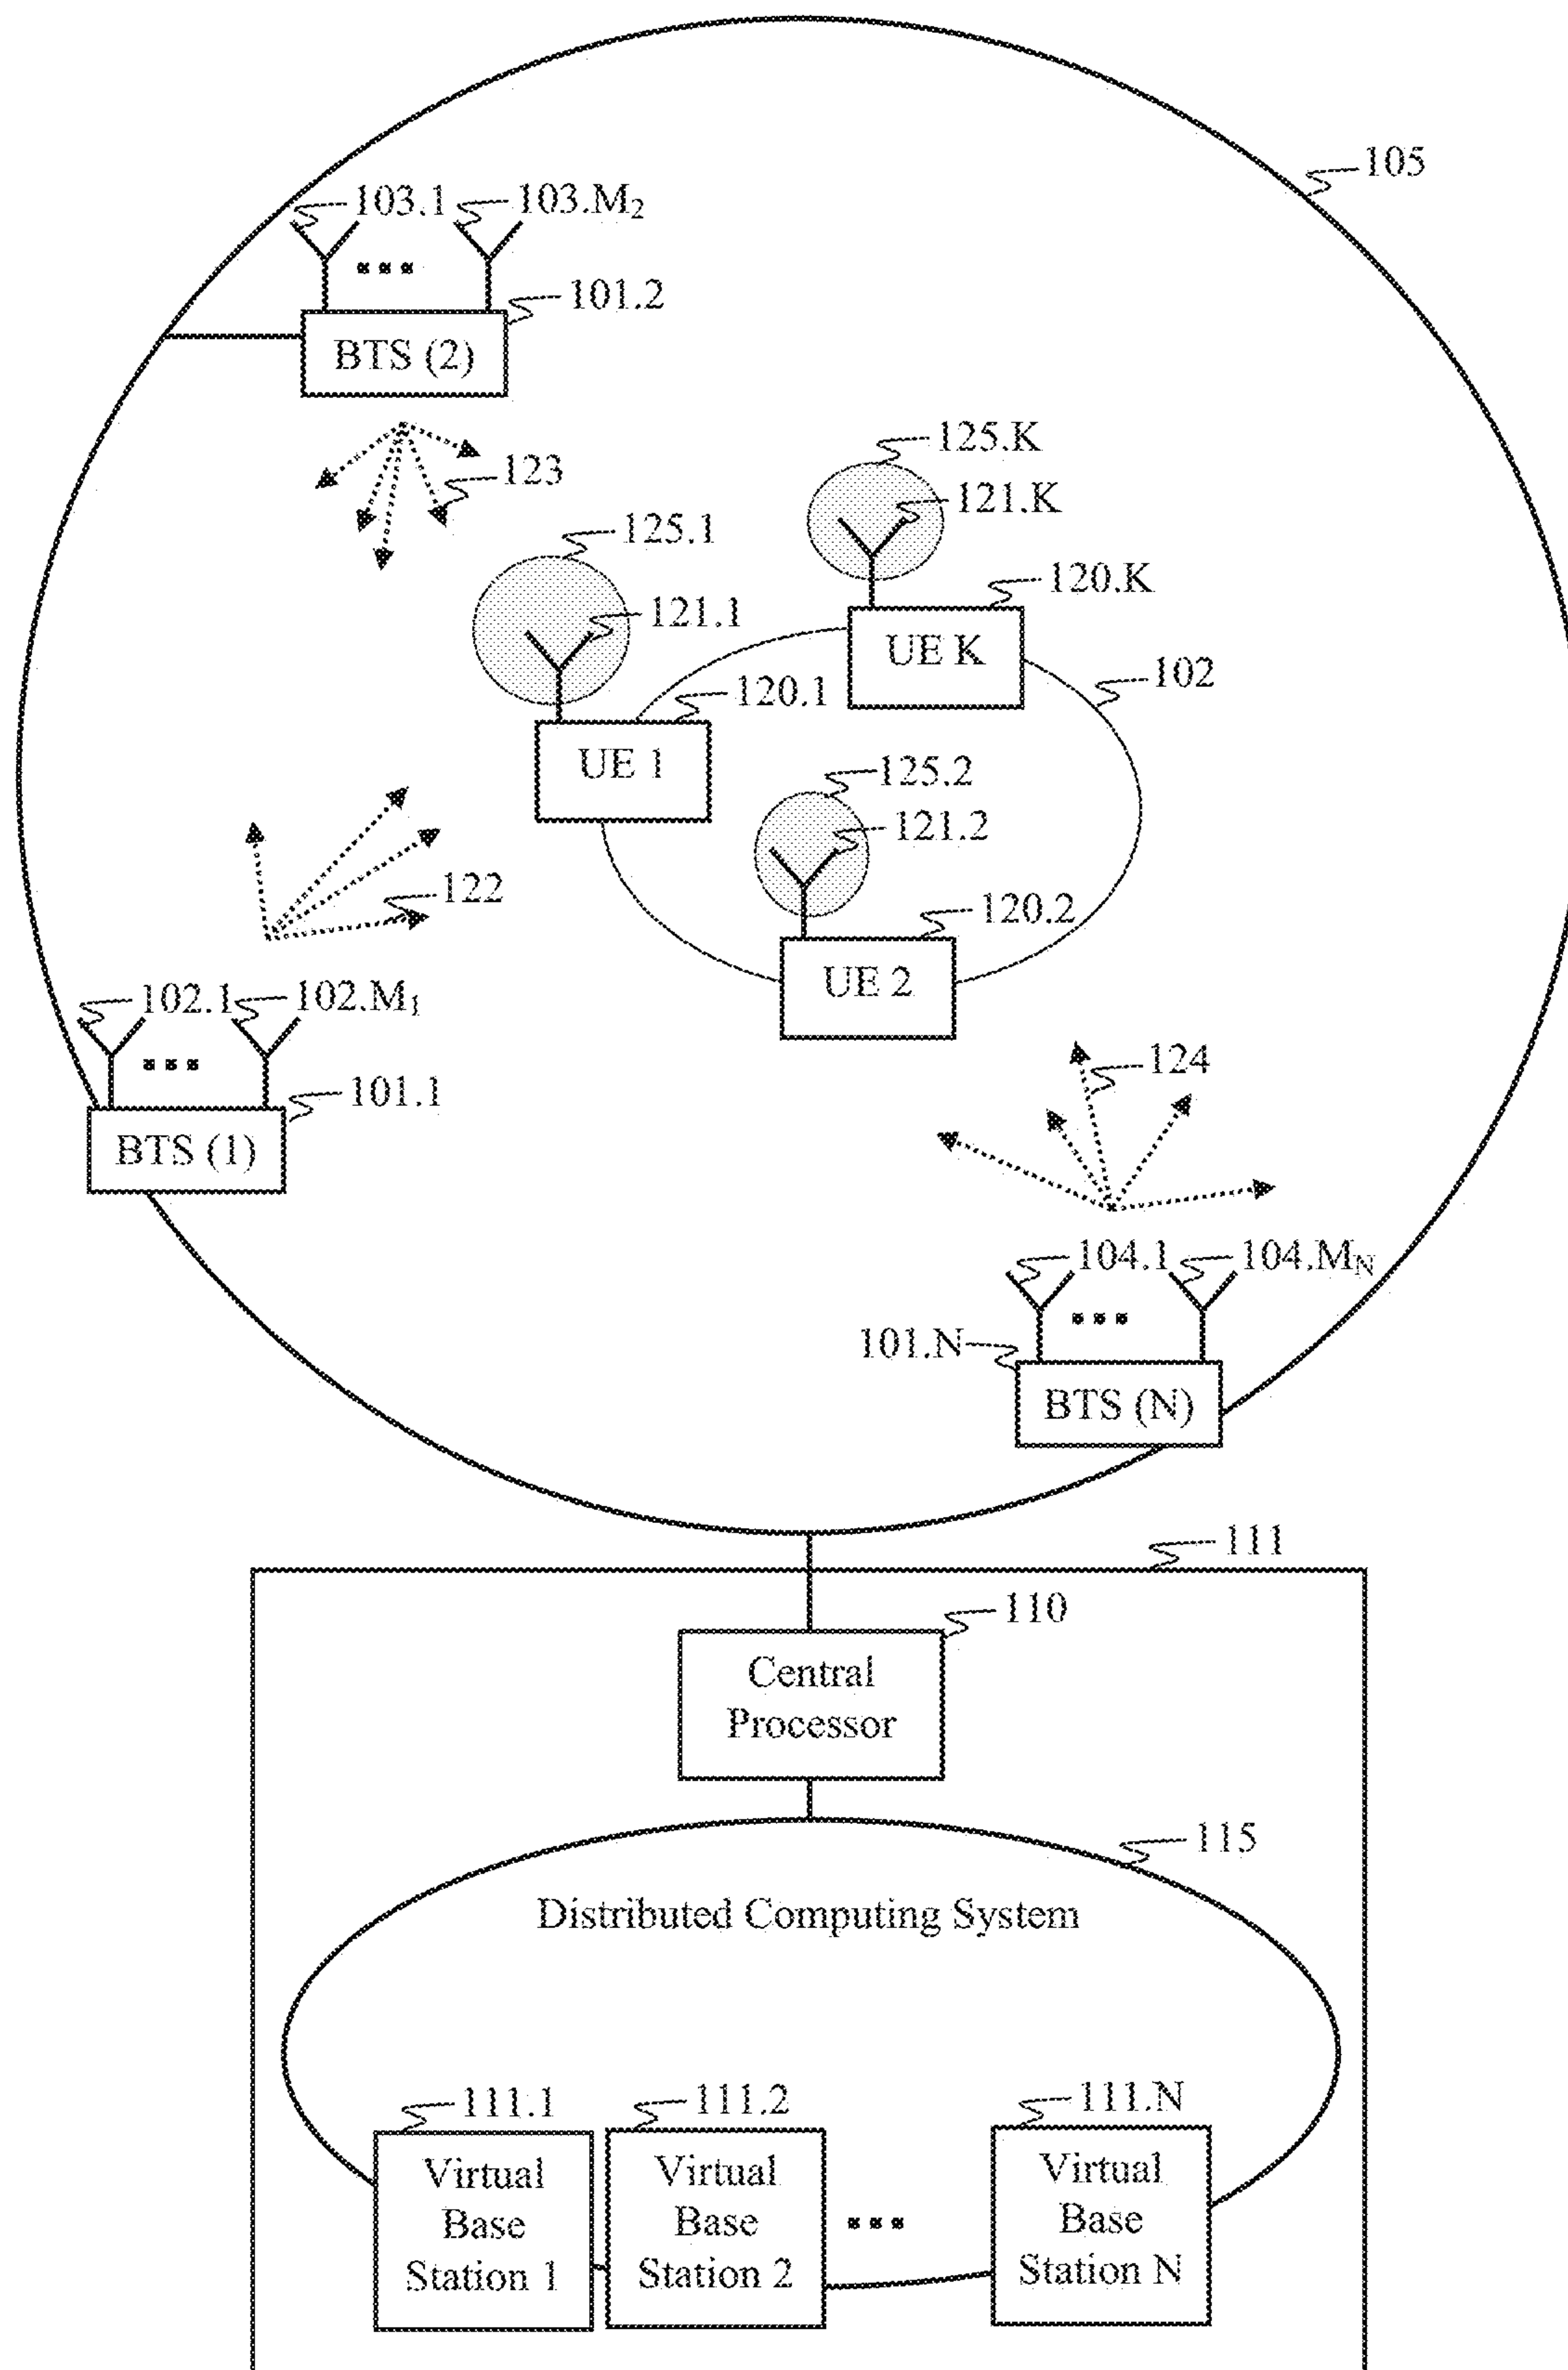 105
103.1
103.M₂
101.2
BTS (2)
123
125.K
121.K
125.1
120.K
121.1
UE K
102
120.1
UE 1
125.2
121.2
122
120.2
UE 2
102.1
102.M₁
124
101.1
BTS (1)
104.1
104.M_N
101.N
BTS (N)
111
110
Central
Processor
115
Distributed Computing System
111.1
111.2
111.N
Virtual
Base
Station 1
Virtual
Base
Station 2
Virtual
Base
Station N